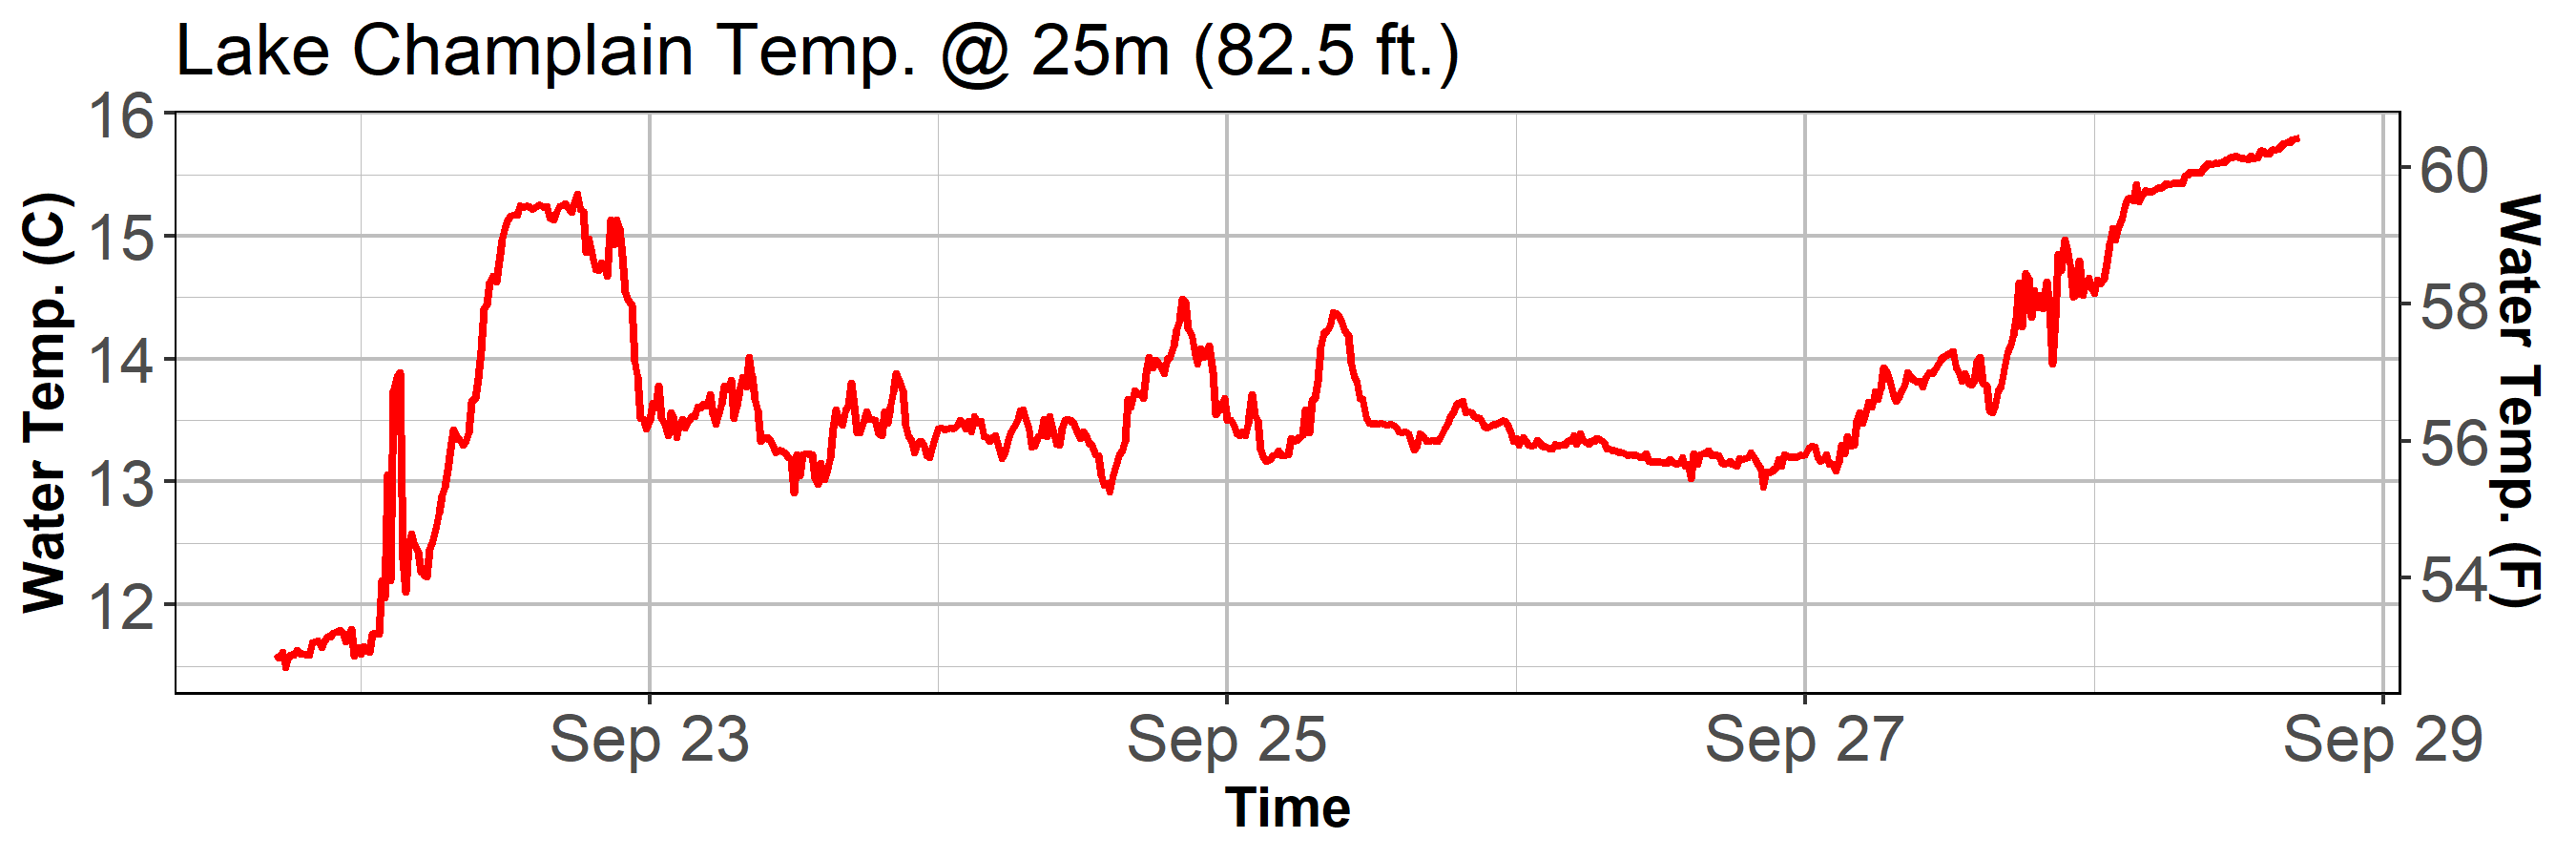 Lake Champlain Temp. @ 25m (82.5 ft.)
Water Temp. (C)
16
15
14
13
12
60
58
56
54
Water Temp. (F)
Sep 23 Sep 25 Sep 27 Sep 29
Time